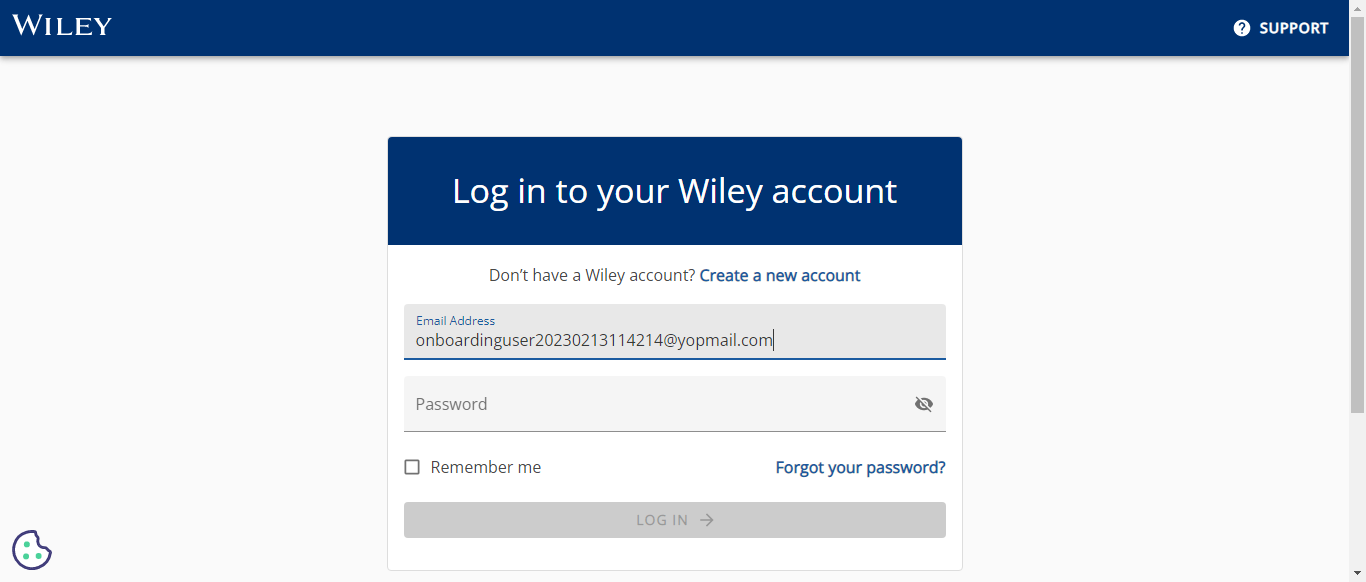 WILEY
SUPPORT
Log in to your Wiley account
Don’t have a Wiley account? Create a new account
Email Address
onboardinguser20230213114214@yopmail.com
Password
Remember me
Forgot your password?
LOG IN